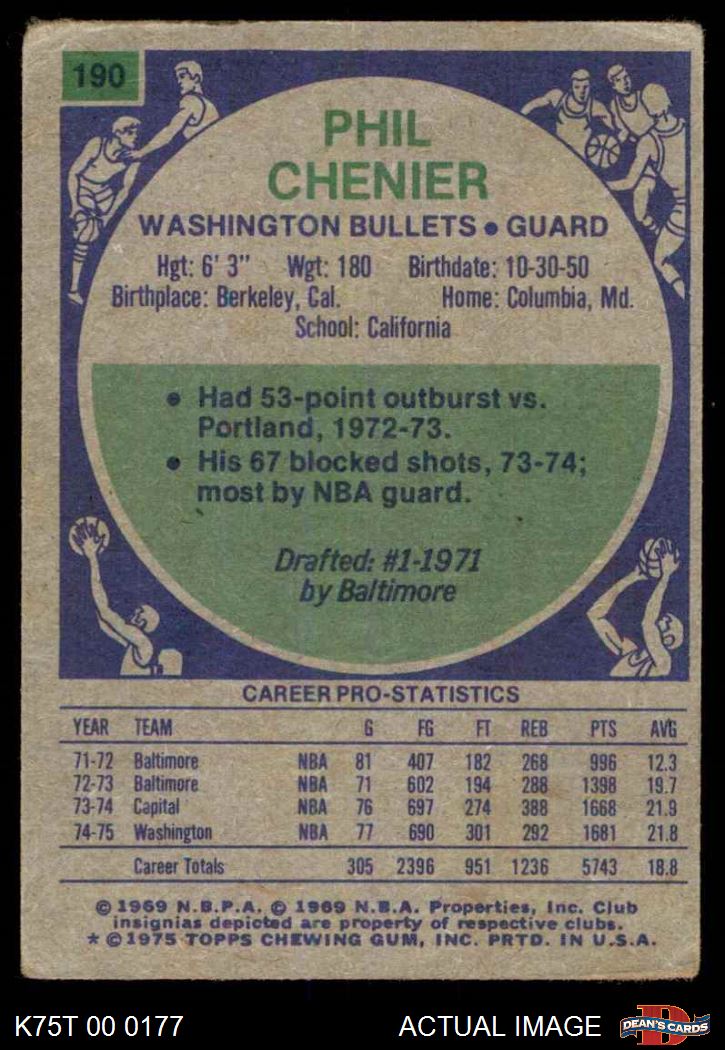 190
PHIL
CHENIER
WASHINGTON BULLETS • GUARD
Hgt: 6' 3" Wgt: 180 Birthdate: 10-30-50
Birthplace: Berkeley, Cal. Home: Columbia, Md.
School: California
• Had 53-point outburst vs.
Portland, 1972-73.
• His 67 blocked shots, 73-74;
most by NBA guard.
Drafted: #1-1971
by Baltimore
CAREER PRO-STATISTICS
YEAR TEAM G FG FT REB PTS AVG
71-72 Baltimore NBA 81 407 182 268 996 12.3
72-73 Baltimore NBA 71 602 194 288 1398 19.7
73-74 Capital NBA 76 697 274 388 1668 21.9
74-75 Washington NBA 77 690 301 292 1681 21.8
Career Totals 305 2396 951 1236 5743 18.8
© 1969 N.B.P.A. © 1969 N.B.A. Properties, Inc. Club
insignias depicted are property of respective clubs.
* © 1975 TOPPS CHEWING GUM, INC. PRTD. IN U.S.A.
K75T 00 0177 ACTUAL IMAGE D DEAN'S CARDS